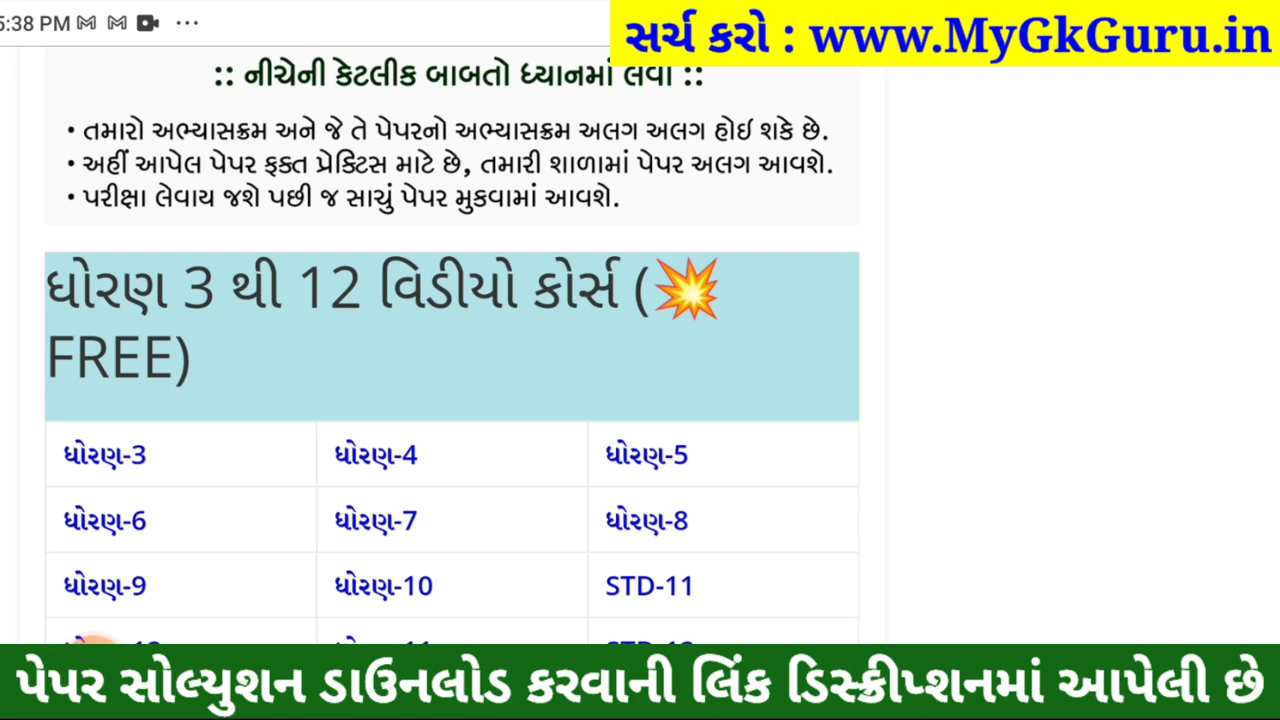 5:38 PM
સર્ચ કરો : www.MyGkGuru.in
:: નીચેની કેટલીક બાબતો ધ્યાનમાં લેવી ::
• તમારો અભ્યાસક્રમ અને જે તે પેપરનો અભ્યાસક્રમ અલગ અલગ હોઈ શકે છે.
• અહીં આપેલ પેપર ફક્ત પ્રેક્ટિસ માટે છે, તમારી શાળામાં પેપર અલગ આવશે.
• પરીક્ષા લેવાય જશે પછી જ સાચું પેપર મુકવામાં આવશે.
ધોરણ 3 થી 12 વિડીયો કોર્સ (💥
FREE)
ધોરણ-3 ધોરણ-4 ધોરણ-5
ધોરણ-6 ધોરણ-7 ધોરણ-8
ધોરણ-9 ધોરણ-10 STD-11
પેપર સોલ્યુશન ડાઉનલોડ કરવાની લિંક ડિસ્ક્રીપ્શનમાં આપેલી છે